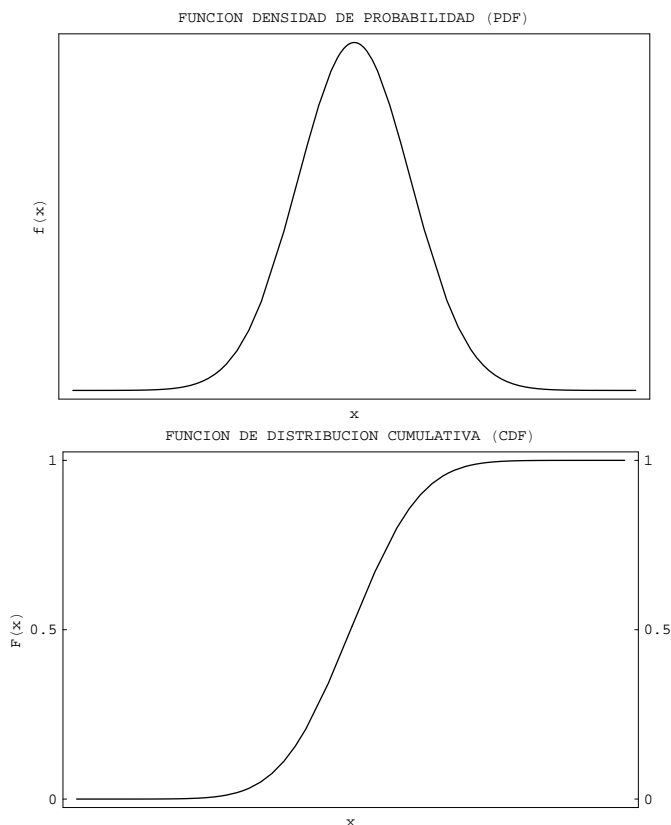 FUNCION DENSIDAD DE PROBABILIDAD (PDF)
f(x)
x
FUNCION DE DISTRIBUCION CUMULATIVA (CDF)
1 1
F(x)
0.5 0.5
0 0
x